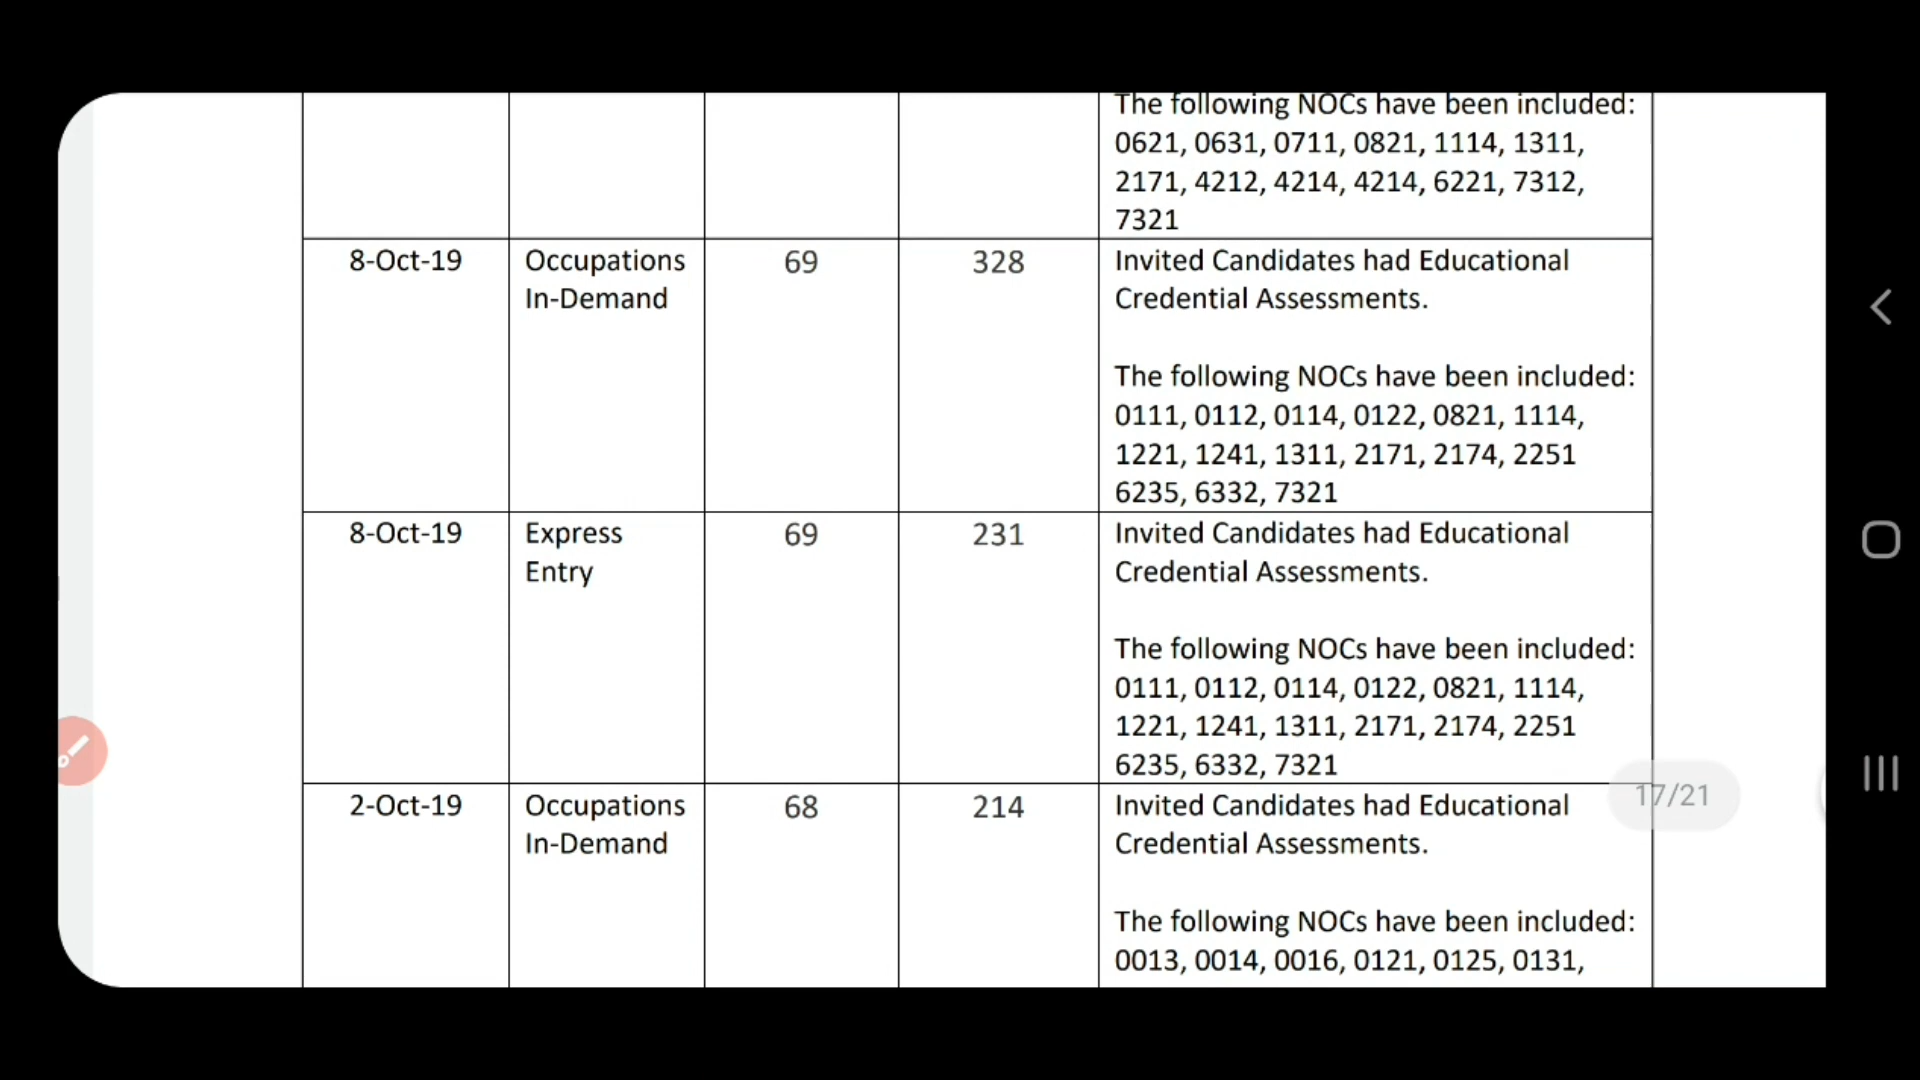 The following NOCs have been included:
0621, 0631, 0711, 0821, 1114, 1311,
2171, 4212, 4214, 4214, 6221, 7312,
7321
8-Oct-19
Occupations
In-Demand
69
328
Invited Candidates had Educational
Credential Assessments.
The following NOCs have been included:
0111, 0112, 0114, 0122, 0821, 1114,
1221, 1241, 1311, 2171, 2174, 2251
6235, 6332, 7321
8-Oct-19
Express
Entry
69
231
Invited Candidates had Educational
Credential Assessments.
The following NOCs have been included:
0111, 0112, 0114, 0122, 0821, 1114,
1221, 1241, 1311, 2171, 2174, 2251
6235, 6332, 7321
2-Oct-19
Occupations
In-Demand
68
214
Invited Candidates had Educational
Credential Assessments.
The following NOCs have been included:
0013, 0014, 0016, 0121, 0125, 0131,
17/21